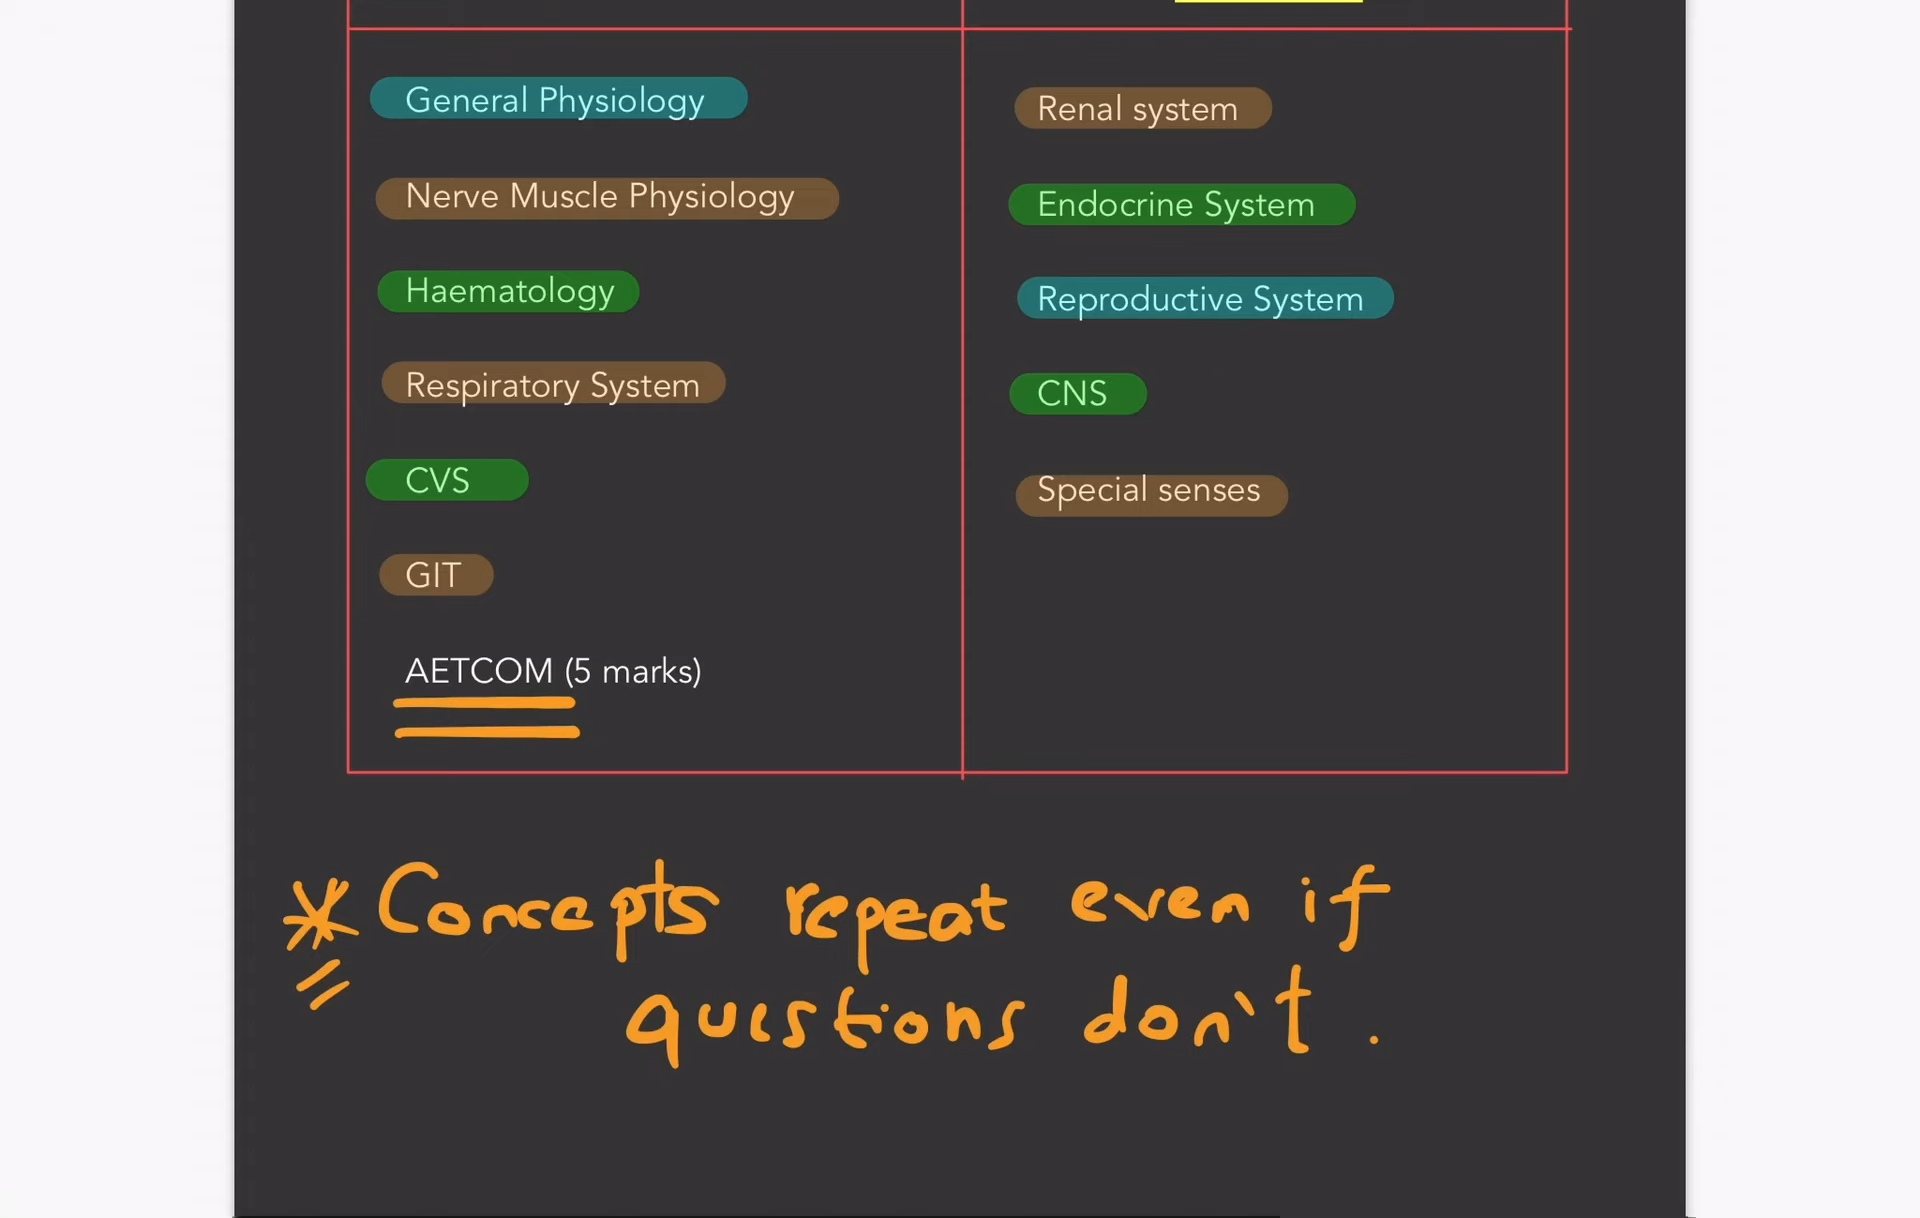 General Physiology
Nerve Muscle Physiology
Haematology
Respiratory System
CVS
GIT
AETCOM (5 marks)
Renal system
Endocrine System
Reproductive System
CNS
Special senses
* Concepts repeat even if
questions don't.